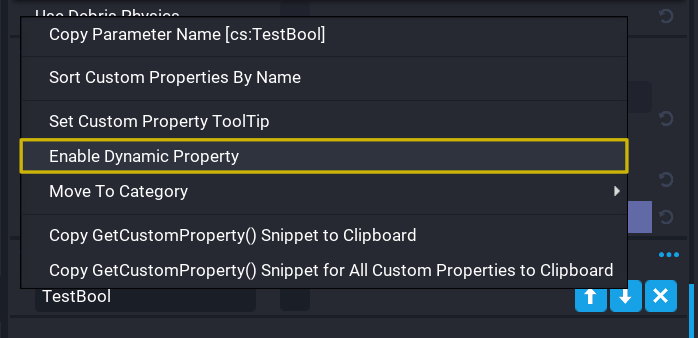 Use Debris Physics
Copy Parameter Name [cs:TestBool]
Sort Custom Properties By Name
Set Custom Property ToolTip
Enable Dynamic Property
Move To Category
Copy GetCustomProperty() Snippet to Clipboard
Copy GetCustomProperty() Snippet for All Custom Properties to Clipboard
TestBool